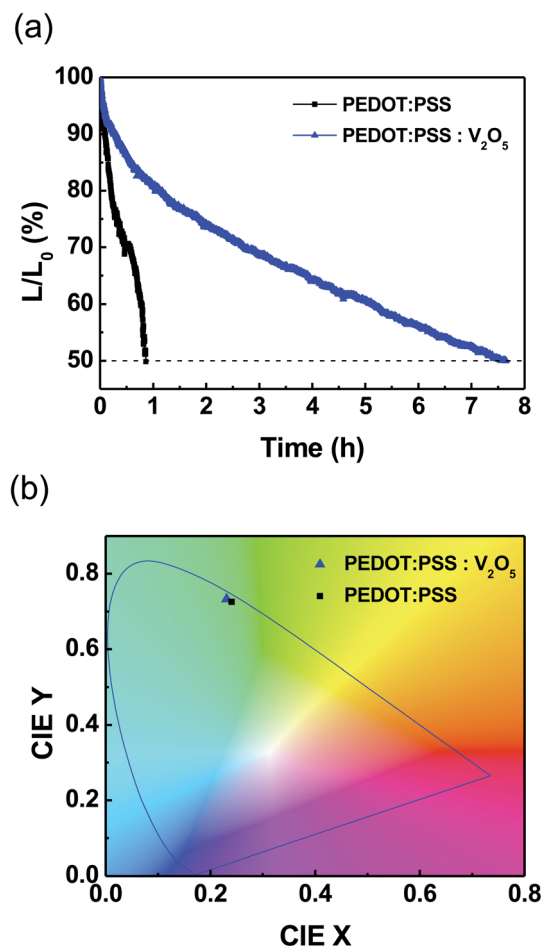 (a)
100
90
80
70
60
50
L/L₀ (%)
PEDOT:PSS
PEDOT:PSS : V₂O₅
0 1 2 3 4 5 6 7 8
Time (h)
(b)
0.8
0.6
0.4
0.2
0.0
CIE Y
PEDOT:PSS : V₂O₅
PEDOT:PSS
0.0 0.2 0.4 0.6 0.8
CIE X